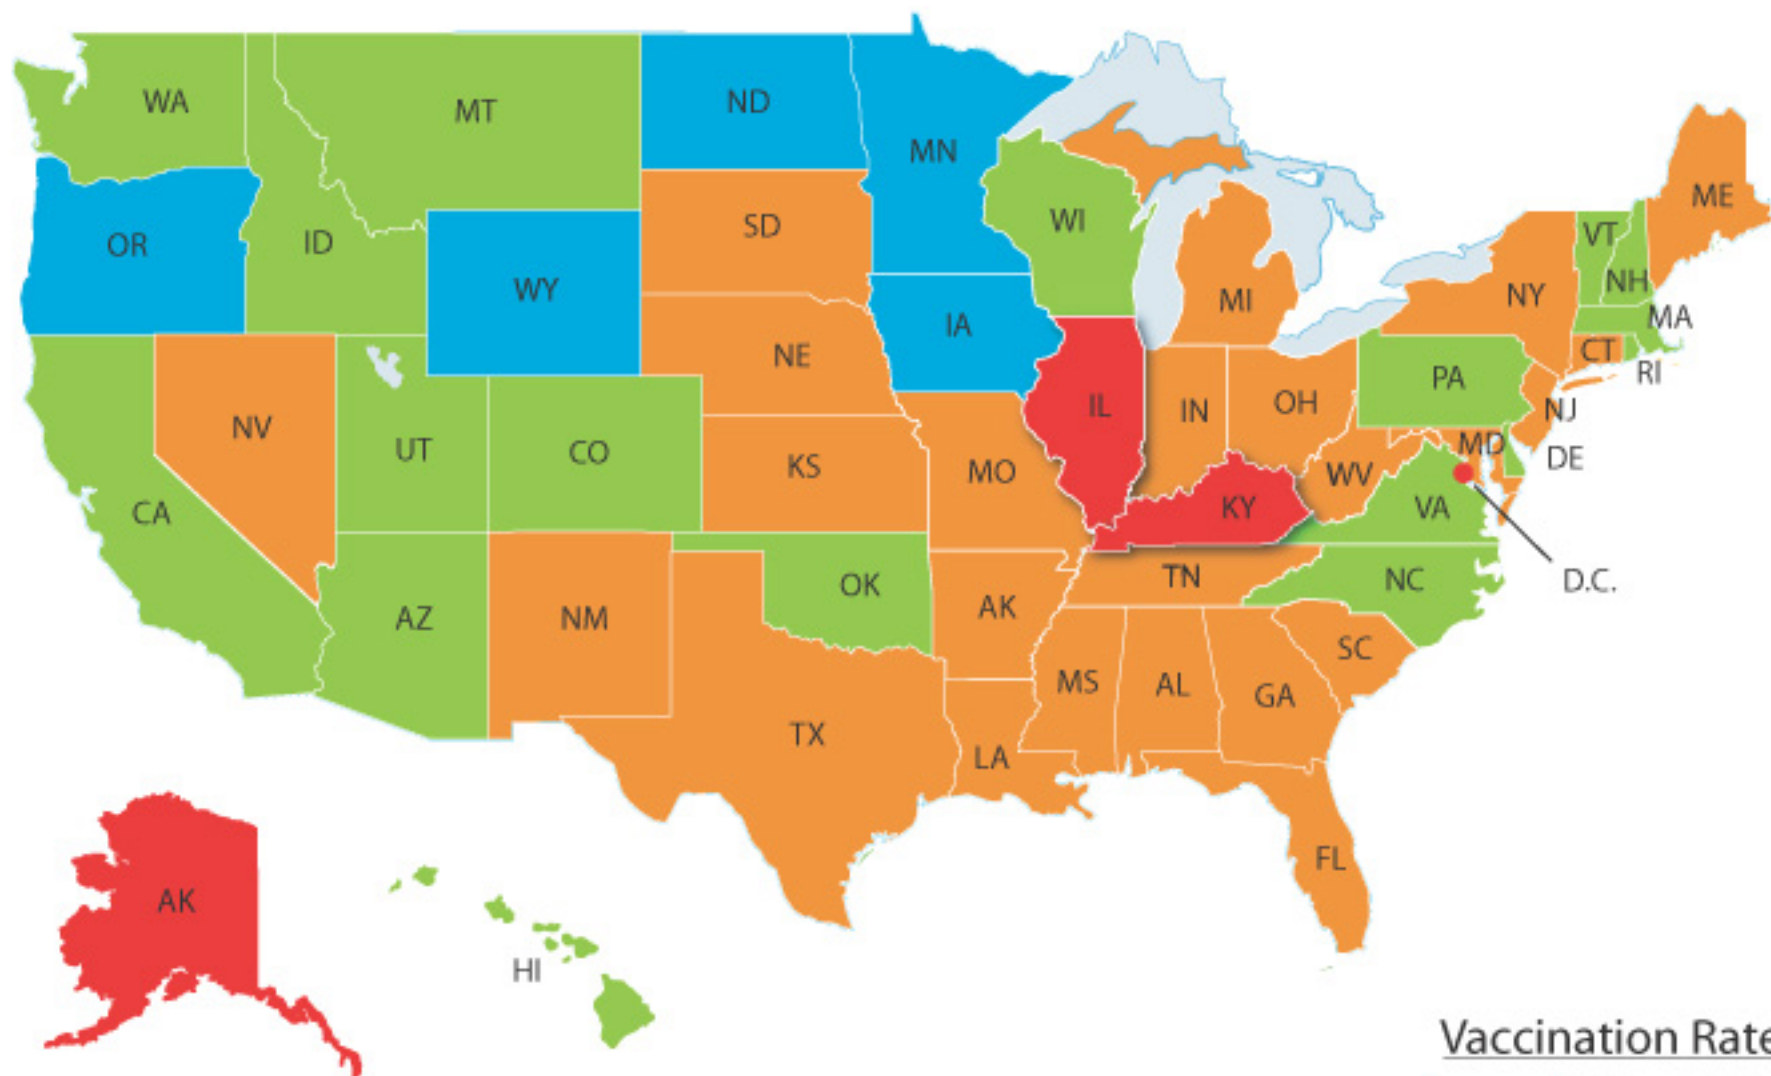 WA
MT
ND
MN
OR
ID
WY
SD
WI
MI
ME
VT
NH
NY
MA
CT
RI
IA
NE
PA
NJ
NV
UT
CO
KS
MO
IL
IN
OH
MD
DE
WV
VA
KY
CA
D.C.
AZ
NM
OK
AK
TN
NC
SC
MS
AL
GA
TX
LA
FL
AK
HI
Vaccination Rate